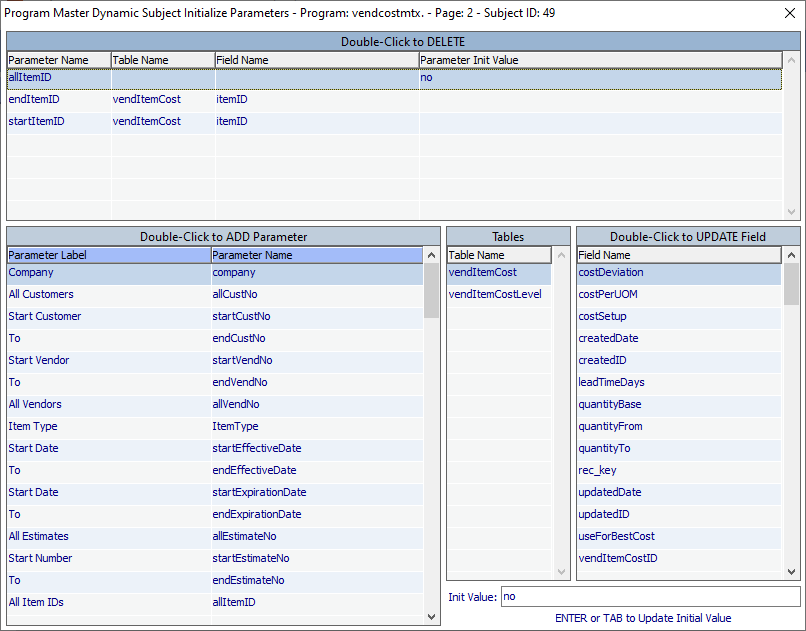 Program Master Dynamic Subject Initialize Parameters - Program: vendcostmtx. - Page: 2 - Subject ID: 49
Double-Click to DELETE
Parameter Name Table Name Field Name Parameter Init Value
allItemID no
endItemID vendItemCost itemID
startItemID vendItemCost itemID
Double-Click to ADD Parameter
Parameter Label Parameter Name
Company company
All Customers allCustNo
Start Customer startCustNo
To endCustNo
Start Vendor startVendNo
To endVendNo
All Vendors allVendNo
Item Type ItemType
Start Date startEffectiveDate
To endEffectiveDate
Start Date startExpirationDate
To endExpirationDate
All Estimates allEstimateNo
Start Number startEstimateNo
To endEstimateNo
All Item IDs allItemID
Tables
Table Name
vendItemCost
vendItemCostLevel
Double-Click to UPDATE Field
Field Name
costDeviation
costPerUOM
costSetup
createdDate
createdID
leadTimeDays
quantityBase
quantityFrom
quantityTo
rec_key
updatedDate
updatedID
useForBestCost
vendItemCostID
Init Value: no
ENTER or TAB to Update Initial Value